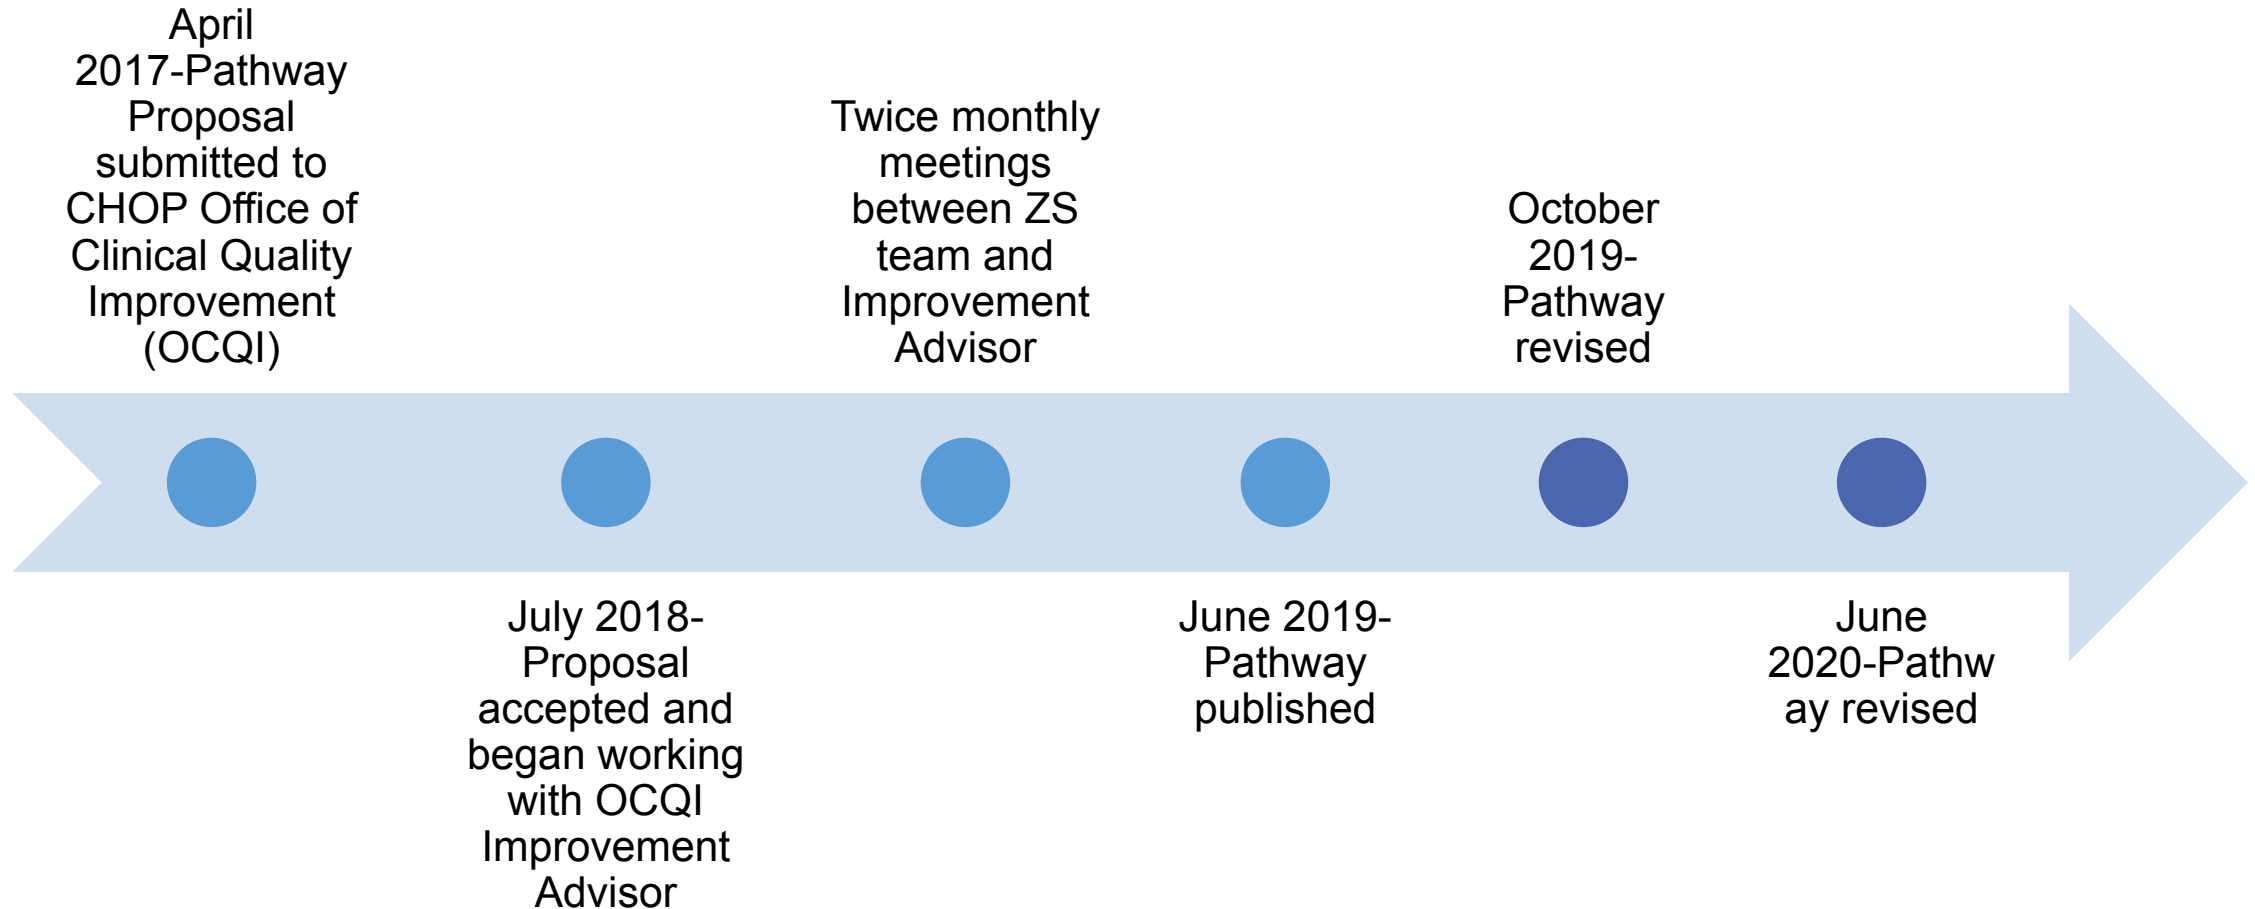 April
2017-Pathway
Proposal
submitted to
CHOP Office of
Clinical Quality
Improvement
(OCQI)
July 2018-
Proposal
accepted and
began working
with OCQI
Improvement
Advisor
Twice monthly
meetings
between ZS
team and
Improvement
Advisor
June 2019-
Pathway
published
October
2019-
Pathway
revised
June
2020-Pathw
ay revised